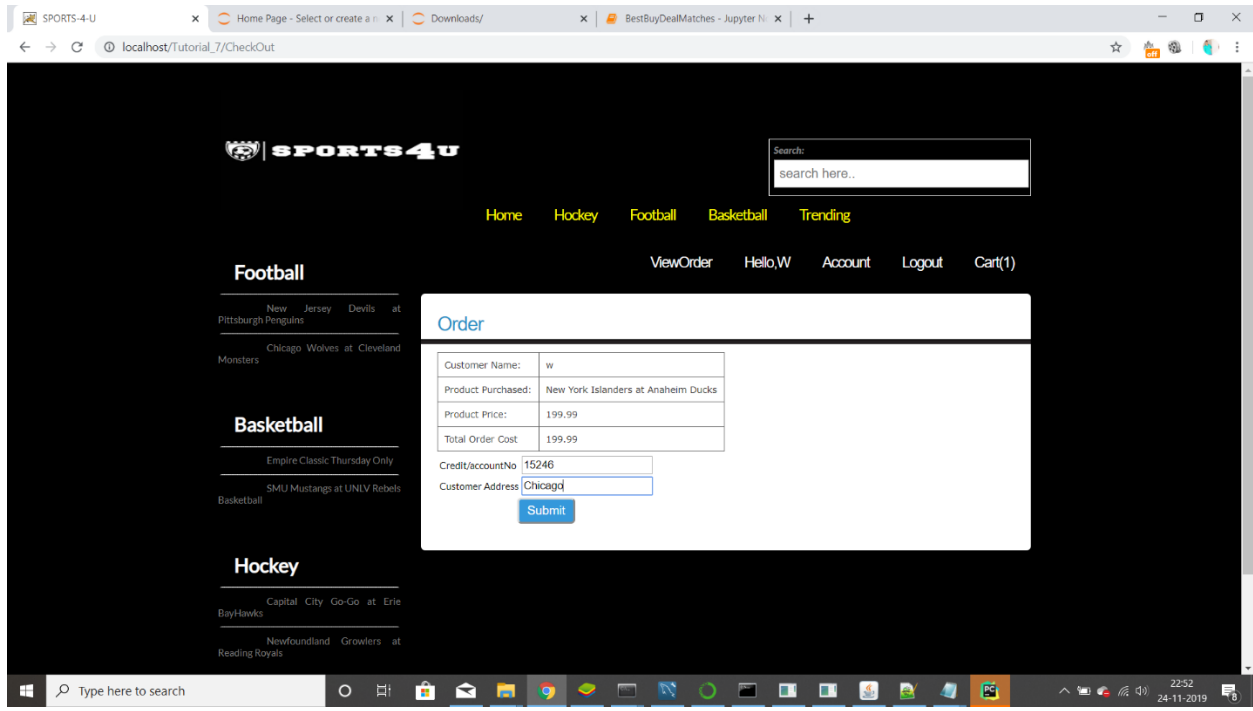 SPORTS-4-U
Home Page - Select or create a n
Downloads/
BestBuyDealMatches - Jupyter N
localhost/Tutorial_7/CheckOut
off
SPORTS4U
Search:
search here..
Home Hockey Football Basketball Trending
ViewOrder Hello,W Account Logout Cart(1)
Football
New Jersey Devils at
Pittsburgh Penguins
Chicago Wolves at Cleveland
Monsters
Basketball
Empire Classic Thursday Only
SMU Mustangs at UNLV Rebels
Basketball
Hockey
Capital City Go-Go at Erie
BayHawks
Newfoundland Growlers at
Reading Royals
Order
Customer Name: w
Product Purchased: New York Islanders at Anaheim Ducks
Product Price: 199.99
Total Order Cost 199.99
Credit/accountNo 15246
Customer Address Chicago
Submit
Type here to search
PC
22:52
24-11-2019
8